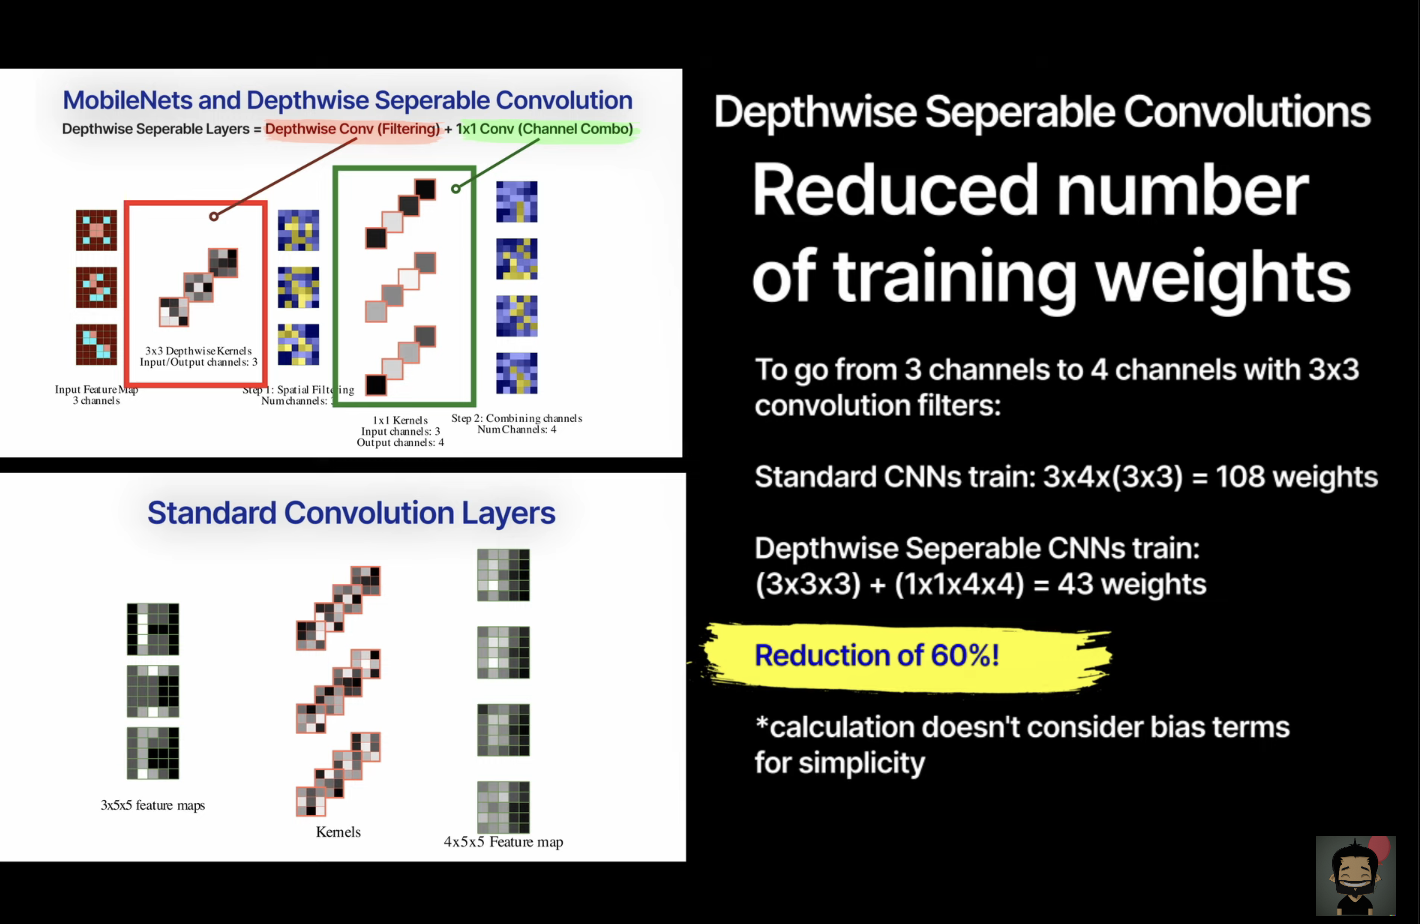 MobileNets and Depthwise Seperable Convolution
Depthwise Seperable Layers = Depthwise Conv (Filtering) + 1x1 Conv (Channel Combo)
3x3 Depthwise Kernels
Input/Output channels: 3
Input Feature Map
3 channels
Step 1: Spatial Filtering
Num channels: 3
1x1 Kernels
Input channels: 3
Output channels: 4
Step 2: Combining channels
Num Channels: 4
Standard Convolution Layers
3x5x5 feature maps
Kernels
4x5x5 Feature map
Depthwise Seperable Convolutions
Reduced number
of training weights
To go from 3 channels to 4 channels with 3x3
convolution filters:
Standard CNNs train: 3x4x(3x3) = 108 weights
Depthwise Seperable CNNs train:
(3x3x3) + (1x1x4x4) = 43 weights
Reduction of 60%!
*calculation doesn't consider bias terms
for simplicity